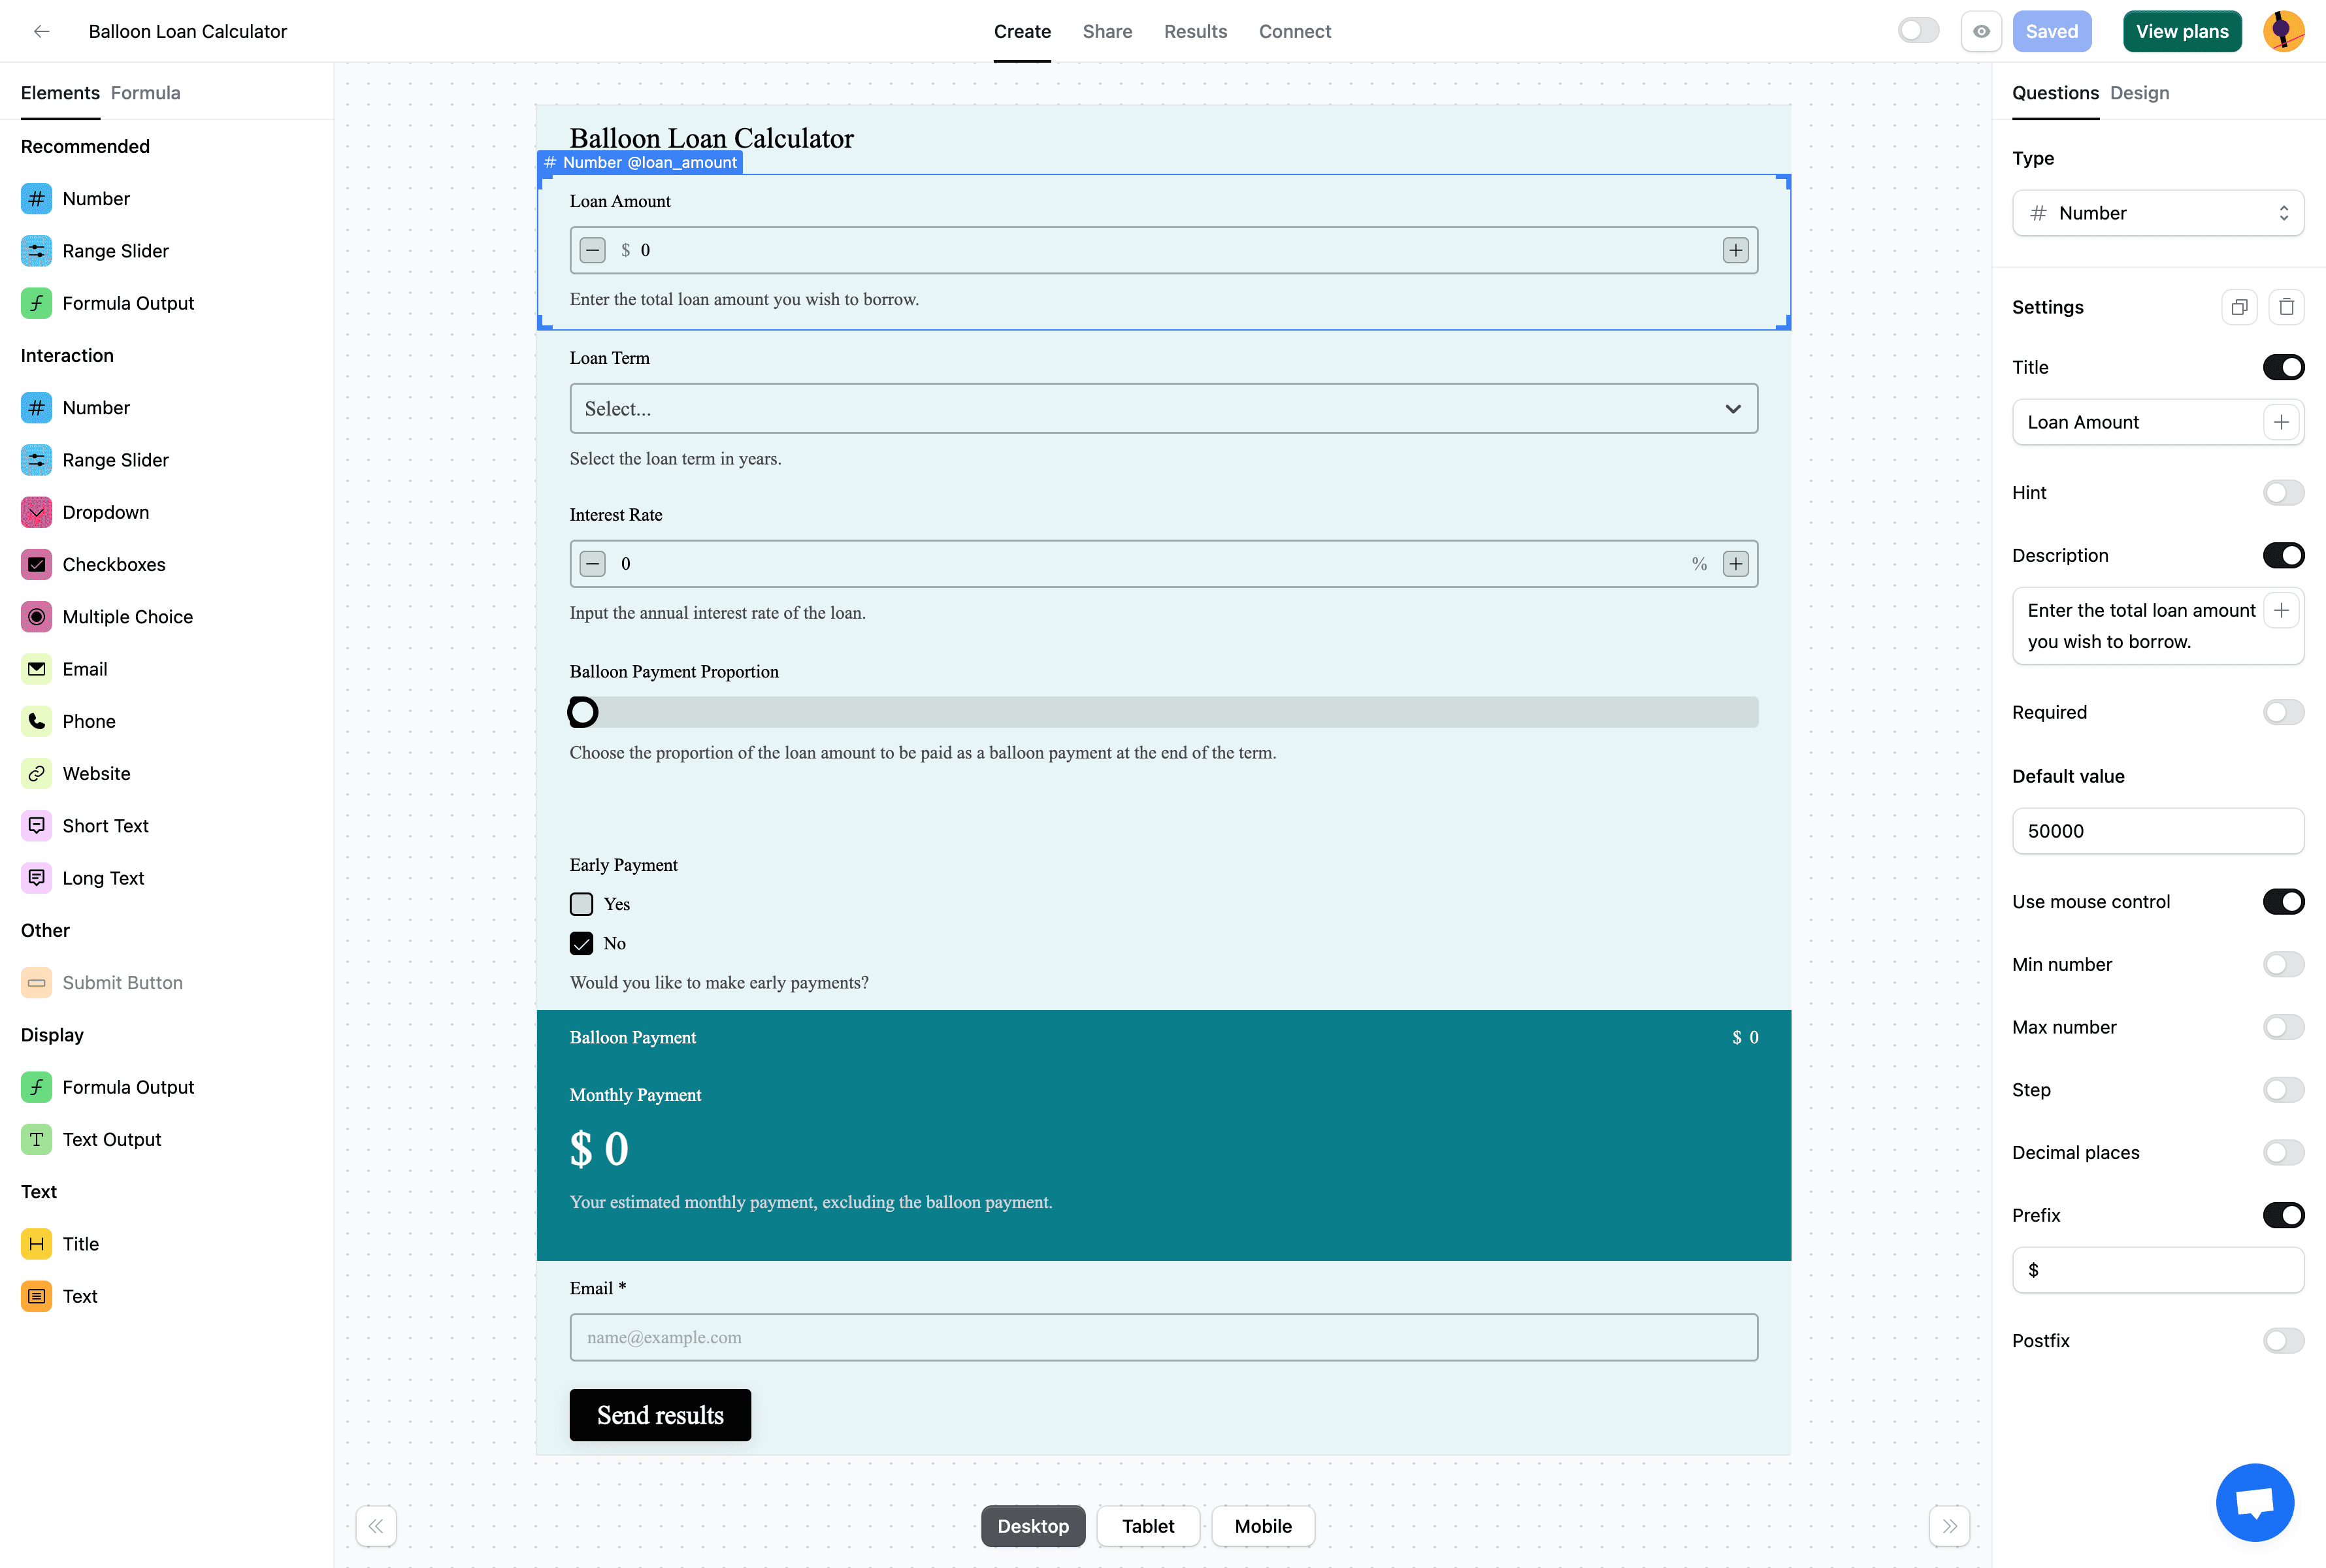 Balloon Loan Calculator
Create
Share
Results
Connect
Saved
View plans
Elements
Formula
Recommended
Number
Range Slider
Formula Output
Interaction
Number
Range Slider
Dropdown
Checkboxes
Multiple Choice
Email
Phone
Website
Short Text
Long Text
Other
Submit Button
Display
Formula Output
Text Output
Text
Title
Text
Balloon Loan Calculator
# Number @loan_amount
Loan Amount
$ 0
Enter the total loan amount you wish to borrow.
Loan Term
Select...
Select the loan term in years.
Interest Rate
0 %
Input the annual interest rate of the loan.
Balloon Payment Proportion
Choose the proportion of the loan amount to be paid as a balloon payment at the end of the term.
Early Payment
Yes
No
Would you like to make early payments?
Balloon Payment $ 0
Monthly Payment
$ 0
Your estimated monthly payment, excluding the balloon payment.
Email *
name@example.com
Send results
Desktop
Tablet
Mobile
Questions
Design
Type
# Number
Settings
Title
Loan Amount
Hint
Description
Enter the total loan amount
you wish to borrow.
Required
Default value
50000
Use mouse control
Min number
Max number
Step
Decimal places
Prefix
$
Postfix